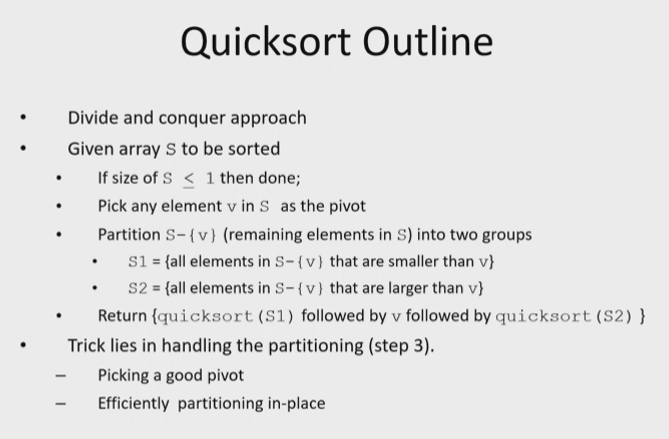 Quicksort Outline
• Divide and conquer approach
• Given array S to be sorted
• If size of S ≤ 1 then done;
• Pick any element v in S as the pivot
• Partition S-{v} (remaining elements in S) into two groups
• S1 = {all elements in S-{v} that are smaller than v}
• S2 = {all elements in S-{v} that are larger than v}
• Return {quicksort(S1) followed by v followed by quicksort(S2) }
• Trick lies in handling the partitioning (step 3).
– Picking a good pivot
– Efficiently partitioning in-place